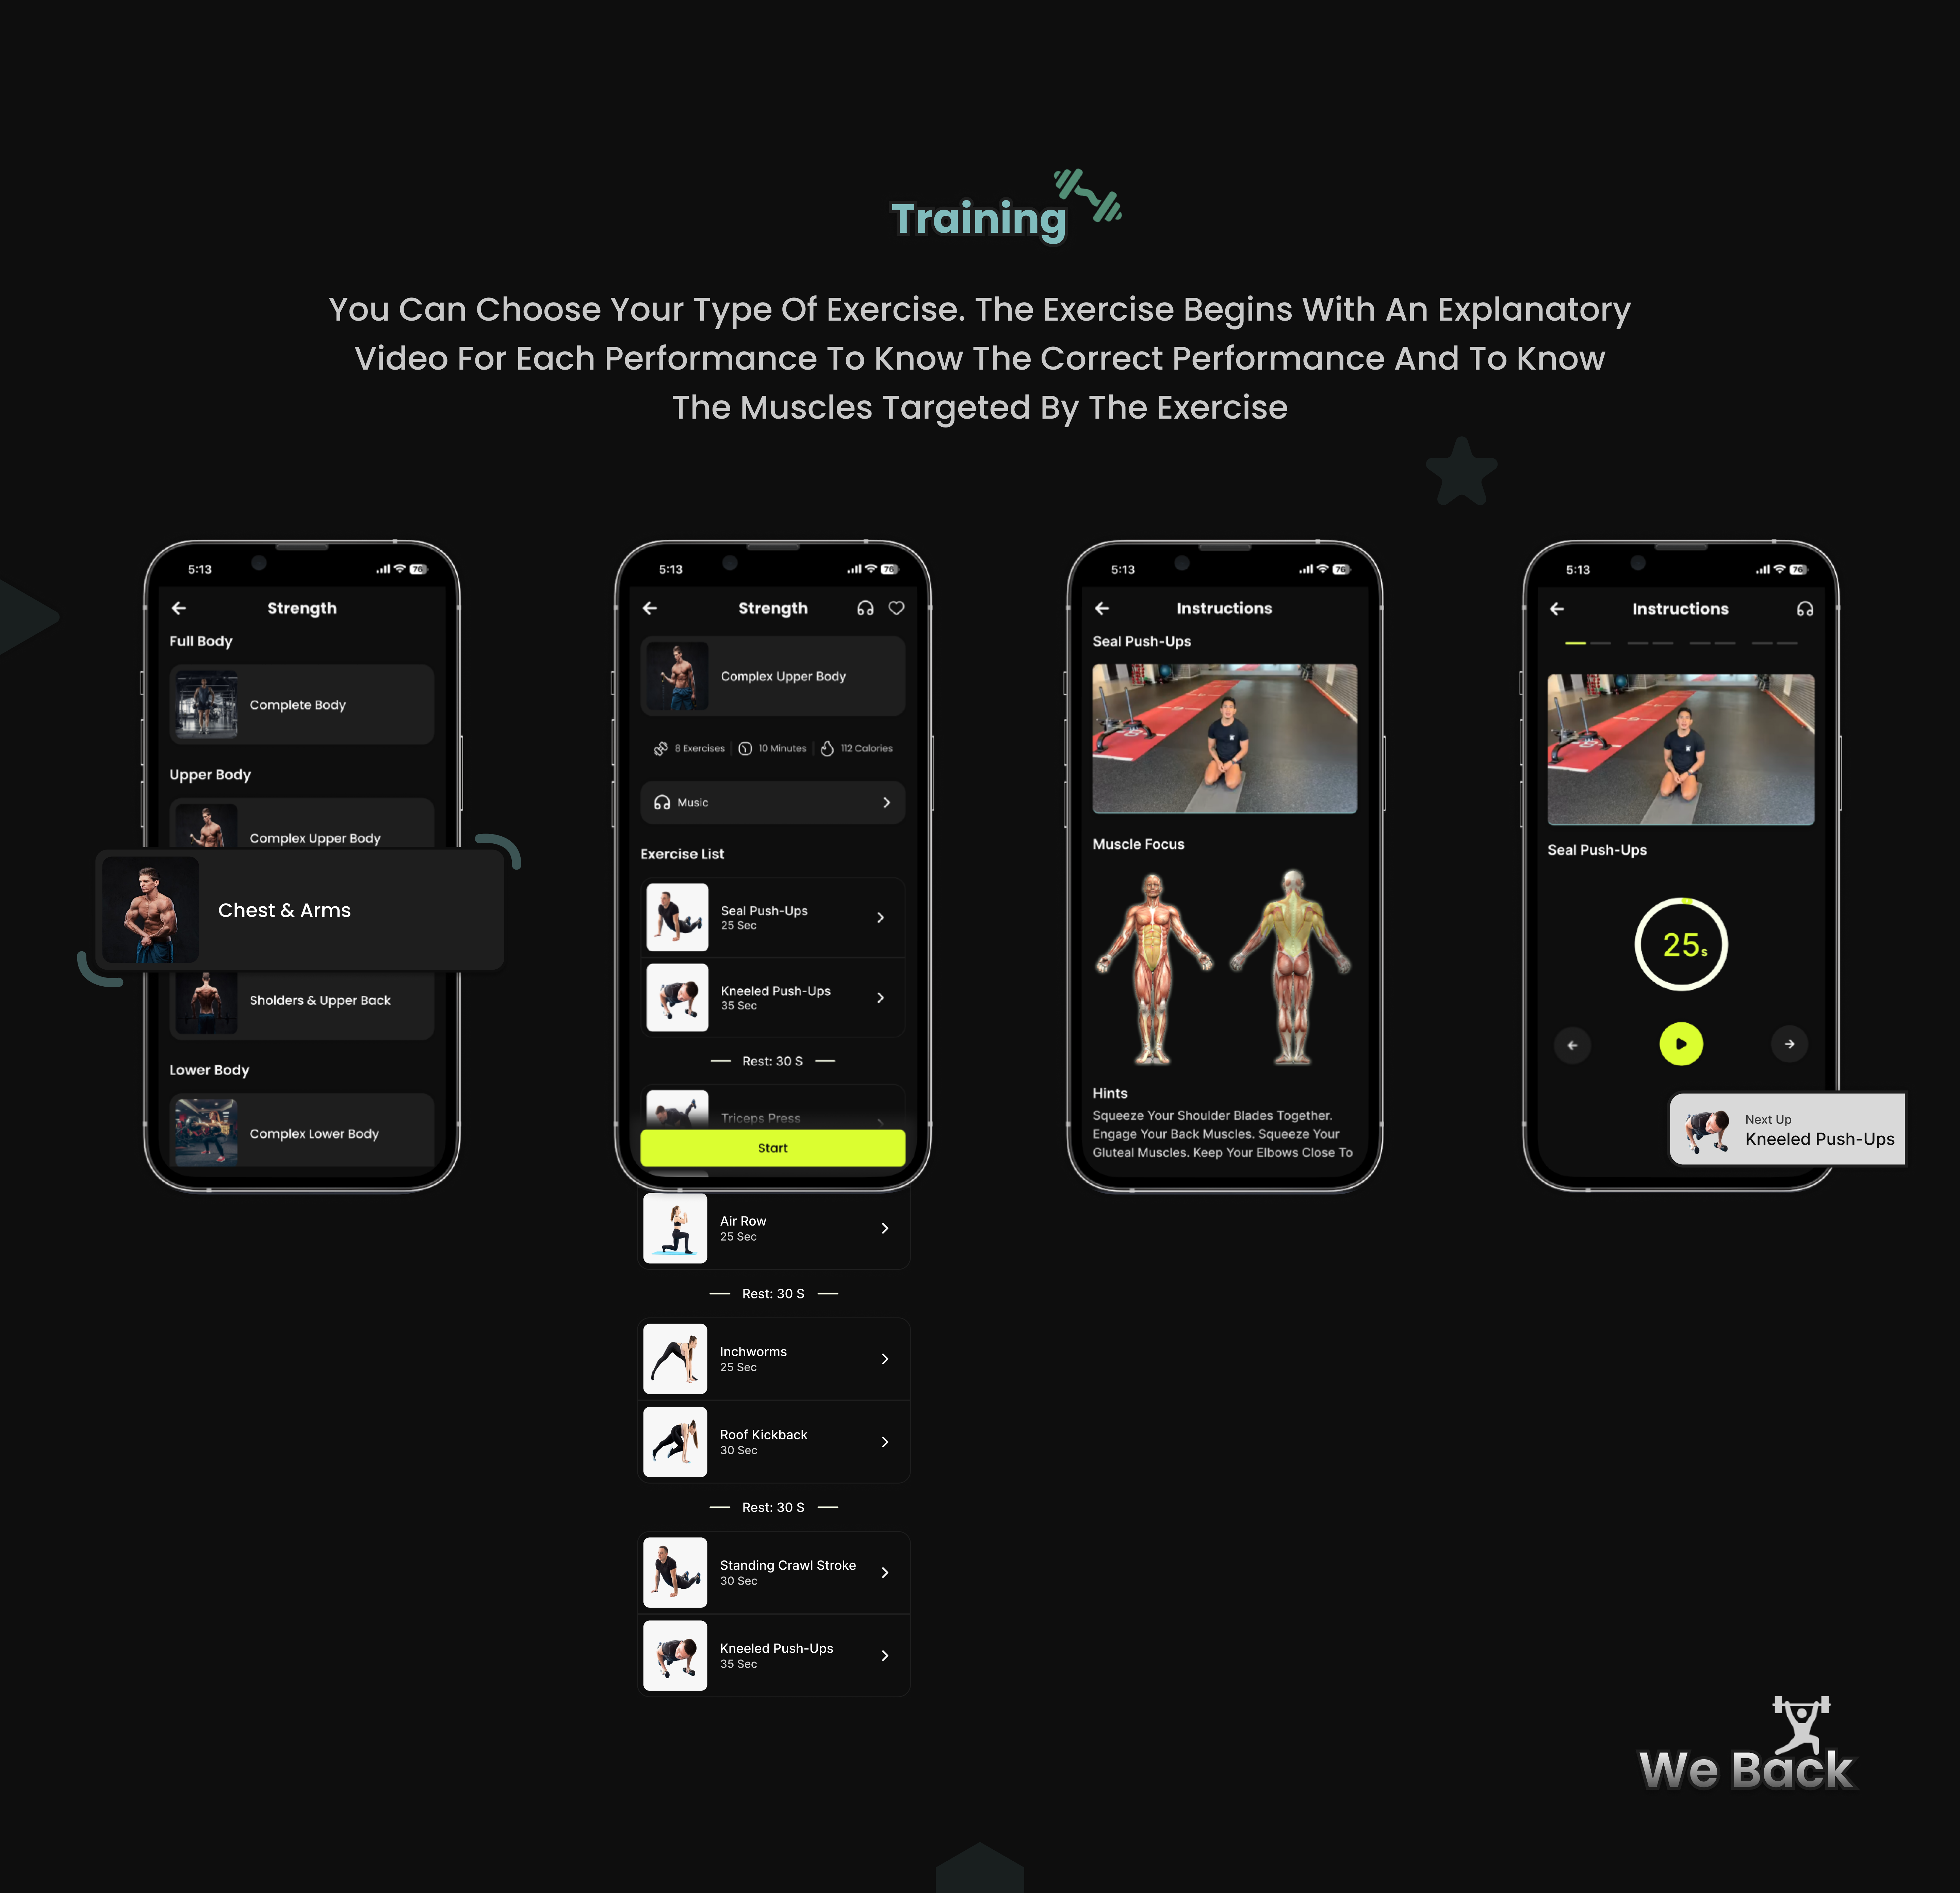 Training
You Can Choose Your Type Of Exercise. The Exercise Begins With An Explanatory
Video For Each Performance To Know The Correct Performance And To Know
The Muscles Targeted By The Exercise
5:13
76
Strength
Full Body
Complete Body
Upper Body
Complex Upper Body
Chest & Arms
Sholders & Upper Back
Lower Body
Complex Lower Body
5:13
76
Strength
Complex Upper Body
8 Exercises
10 Minutes
112 Calories
Music
Exercise List
Seal Push-Ups
25 Sec
Kneeled Push-Ups
35 Sec
Rest: 30 S
Triceps Press
Start
Air Row
25 Sec
Rest: 30 S
Inchworms
25 Sec
Roof Kickback
30 Sec
Rest: 30 S
Standing Crawl Stroke
30 Sec
Kneeled Push-Ups
35 Sec
5:13
76
Instructions
Seal Push-Ups
Muscle Focus
Hints
Squeeze Your Shoulder Blades Together.
Engage Your Back Muscles. Squeeze Your
Gluteal Muscles. Keep Your Elbows Close To
5:13
76
Instructions
Seal Push-Ups
25s
Next Up
Kneeled Push-Ups
We Back